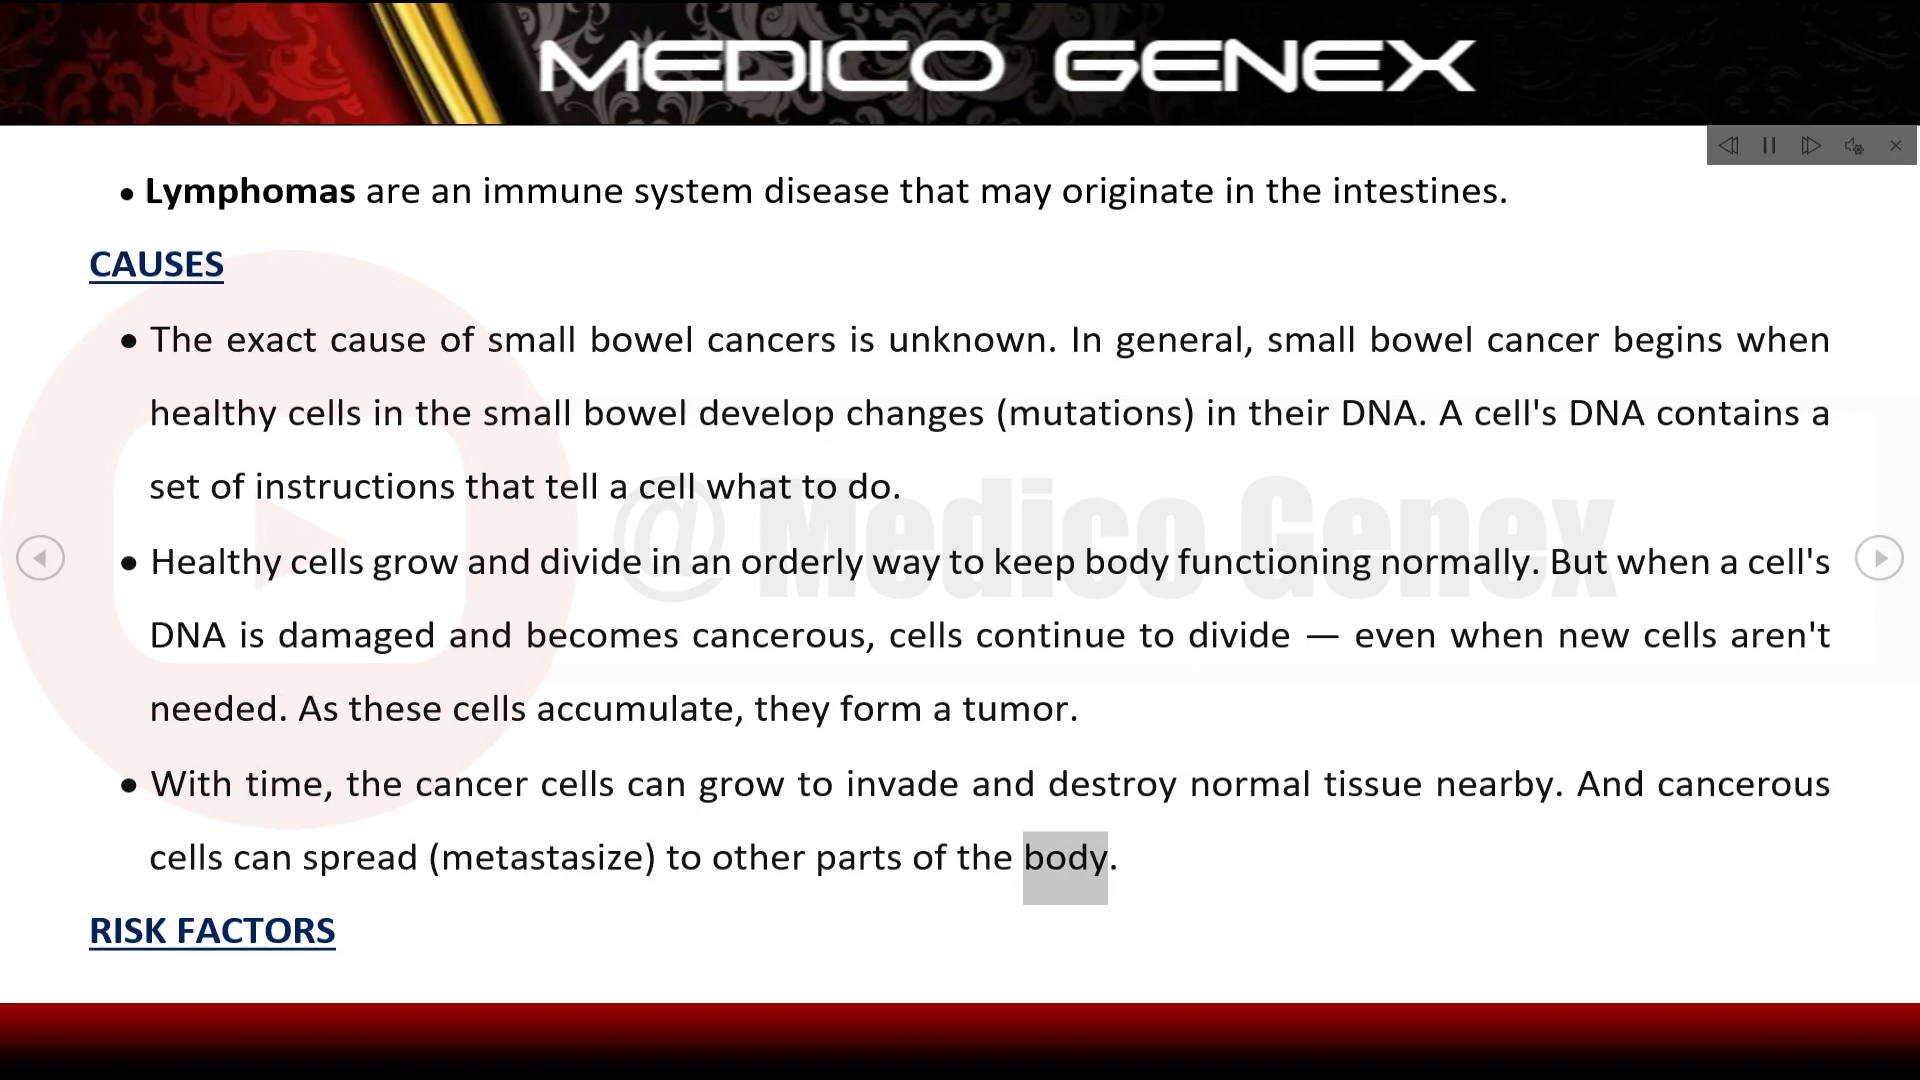 MEDICO GENEX
• Lymphomas are an immune system disease that may originate in the intestines.
CAUSES
• The exact cause of small bowel cancers is unknown. In general, small bowel cancer begins when
healthy cells in the small bowel develop changes (mutations) in their DNA. A cell's DNA contains a
set of instructions that tell a cell what to do.
@ Medico Genex
• Healthy cells grow and divide in an orderly way to keep body functioning normally. But when a cell's
DNA is damaged and becomes cancerous, cells continue to divide — even when new cells aren't
needed. As these cells accumulate, they form a tumor.
• With time, the cancer cells can grow to invade and destroy normal tissue nearby. And cancerous
cells can spread (metastasize) to other parts of the body.
RISK FACTORS